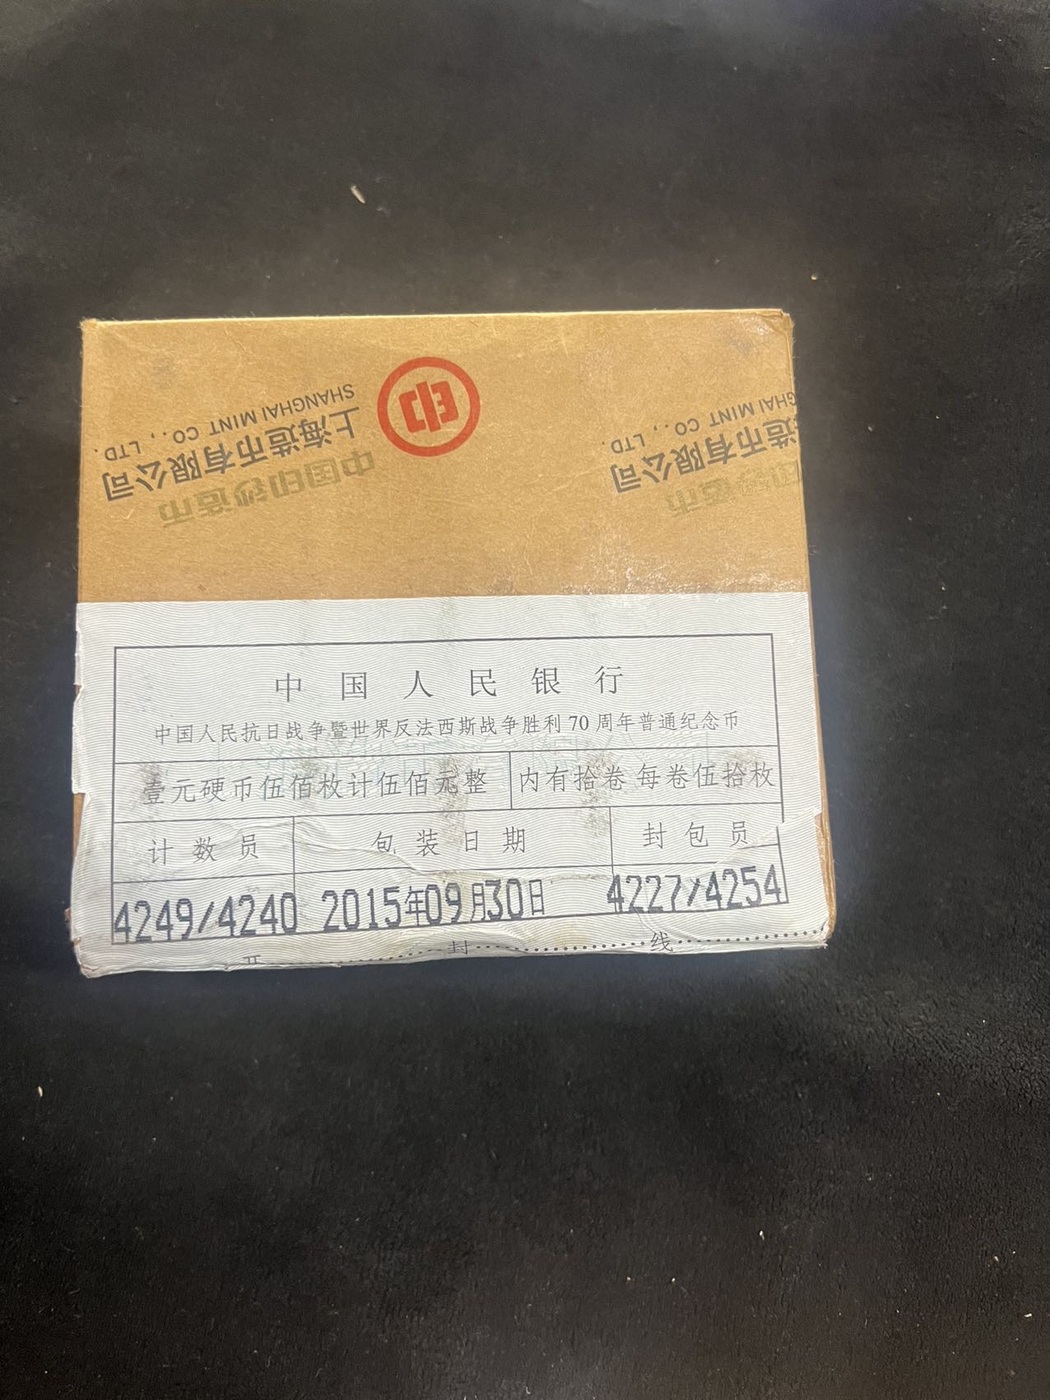 SHANGHAI MINT CO., LTD.
上海造币有限公司
中国印钞造币
GHAI MINT CO., LTD.
造币有限公司
印钞造币
中国人民银行
中国人民抗日战争暨世界反法西斯战争胜利70周年普通纪念币
壹元硬币伍佰枚计伍佰元整 内有拾卷 每卷伍拾枚
计数员 包装日期 封包员
4249/4240 2015年09月30日 4227/4254
开 封 线